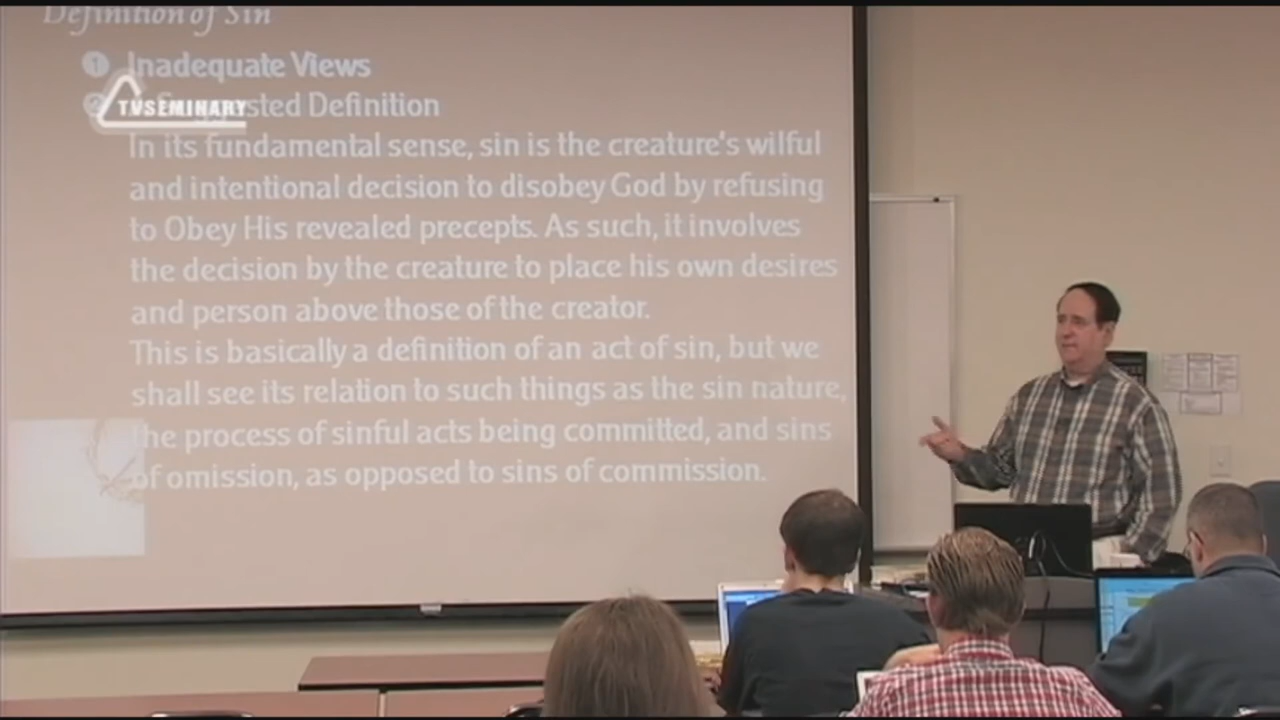 Definition of Sin
1 Inadequate Views
TVSEMINARY
Suggested Definition
In its fundamental sense, sin is the creature's wilful
and intentional decision to disobey God by refusing
to Obey His revealed precepts. As such, it involves
the decision by the creature to place his own desires
and person above those of the creator.
This is basically a definition of an act of sin, but we
shall see its relation to such things as the sin nature,
the process of sinful acts being committed, and sins
of omission, as opposed to sins of commission.